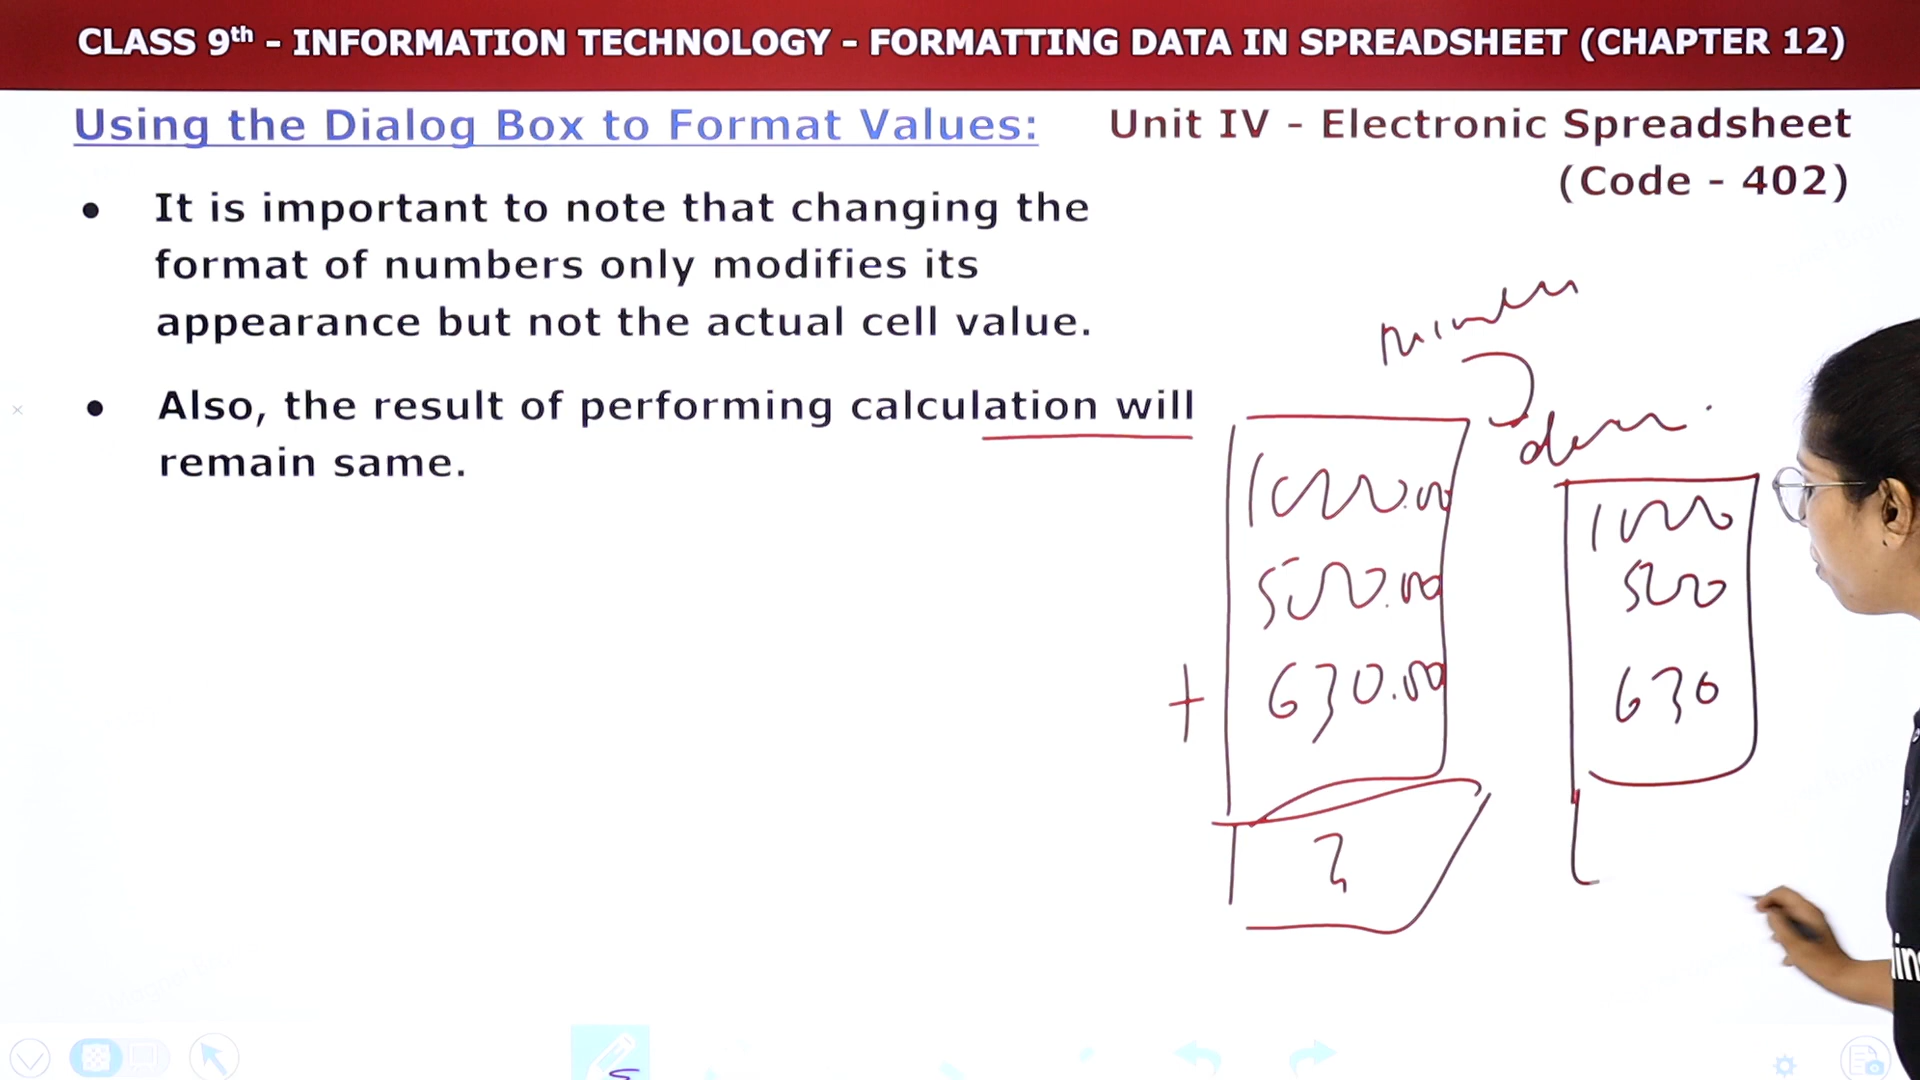 CLASS 9th - INFORMATION TECHNOLOGY - FORMATTING DATA IN SPREADSHEET (CHAPTER 12)
Using the Dialog Box to Format Values:
Unit IV - Electronic Spreadsheet
(Code - 402)
• It is important to note that changing the
format of numbers only modifies its
appearance but not the actual cell value.
• Also, the result of performing calculation will
remain same.
1000.00
500.00
+ 630.00
?
1000
500
630